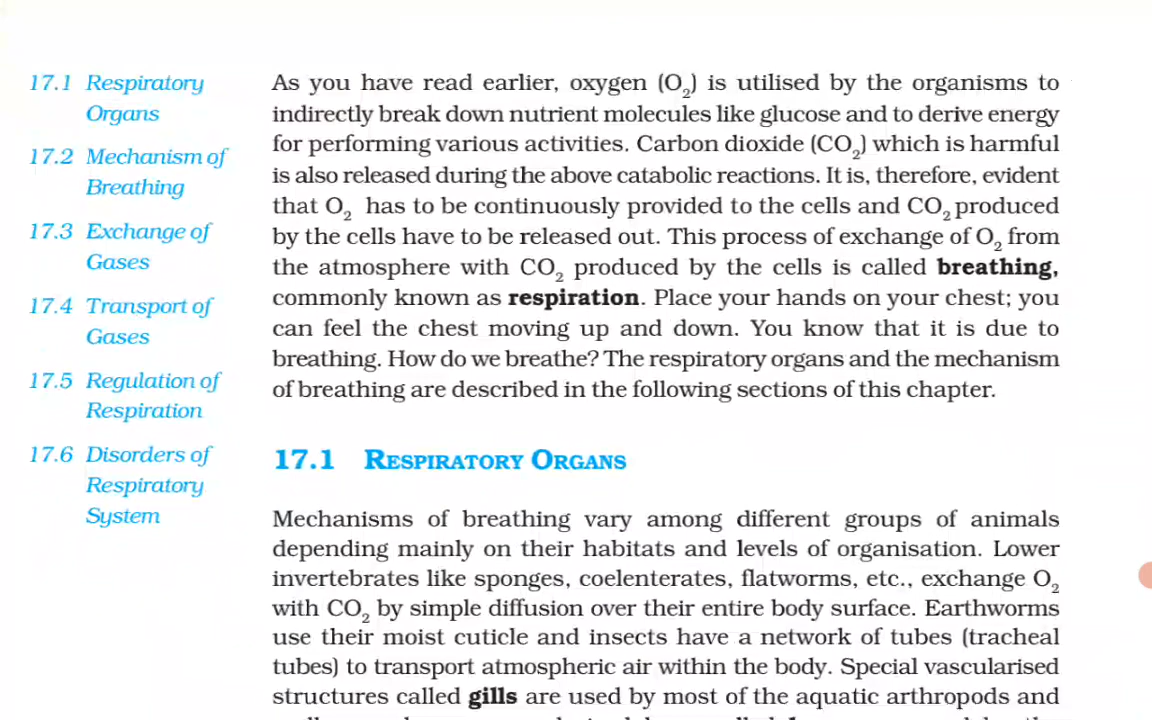 17.1 Respiratory
Organs
17.2 Mechanism of
Breathing
17.3 Exchange of
Gases
17.4 Transport of
Gases
17.5 Regulation of
Respiration
17.6 Disorders of
Respiratory
System
As you have read earlier, oxygen (O₂) is utilised by the organisms to
indirectly break down nutrient molecules like glucose and to derive energy
for performing various activities. Carbon dioxide (CO₂) which is harmful
is also released during the above catabolic reactions. It is, therefore, evident
that O₂ has to be continuously provided to the cells and CO₂ produced
by the cells have to be released out. This process of exchange of O₂ from
the atmosphere with CO₂ produced by the cells is called breathing,
commonly known as respiration. Place your hands on your chest; you
can feel the chest moving up and down. You know that it is due to
breathing. How do we breathe? The respiratory organs and the mechanism
of breathing are described in the following sections of this chapter.
17.1 RESPIRATORY ORGANS
Mechanisms of breathing vary among different groups of animals
depending mainly on their habitats and levels of organisation. Lower
invertebrates like sponges, coelenterates, flatworms, etc., exchange O₂
with CO₂ by simple diffusion over their entire body surface. Earthworms
use their moist cuticle and insects have a network of tubes (tracheal
tubes) to transport atmospheric air within the body. Special vascularised
structures called gills are used by most of the aquatic arthropods and